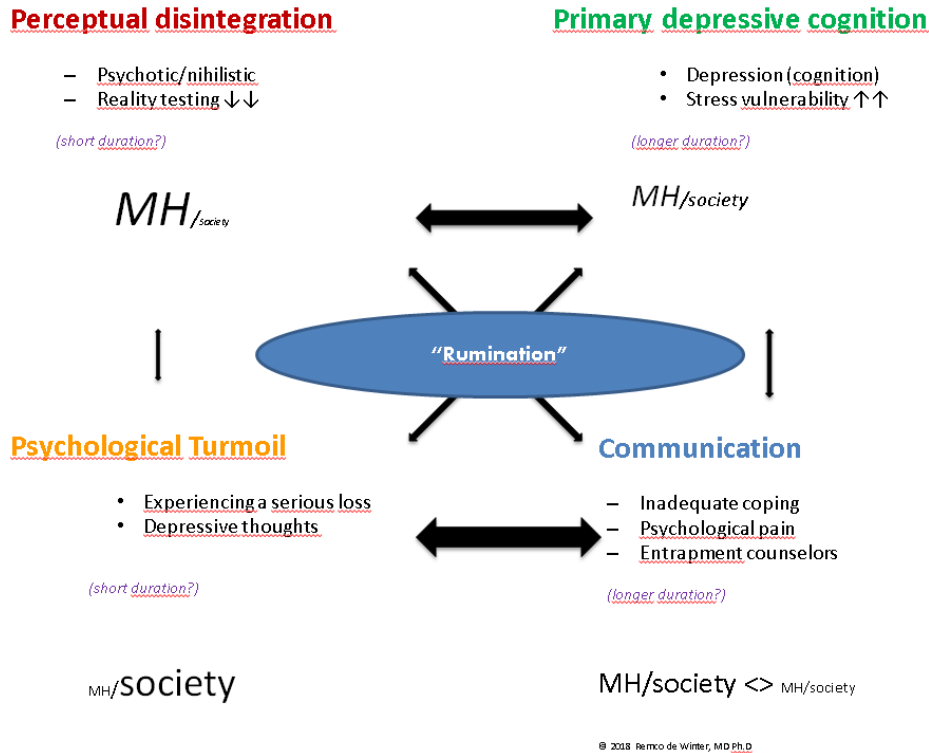 Perceptual disintegration
– Psychotic/nihilistic
– Reality testing ↓↓
(short duration?)
MH/Society
Primary depressive cognition
• Depression (cognition)
• Stress vulnerability ↑↑
(longer duration?)
MH/society
“Rumination”
Psychological Turmoil
• Experiencing a serious loss
• Depressive thoughts
(short duration?)
MH/society
Communication
– Inadequate coping
– Psychological pain
– Entrapment counselors
(longer duration?)
MH/society <> MH/society
© 2018 Remco de Winter, MD Ph.D